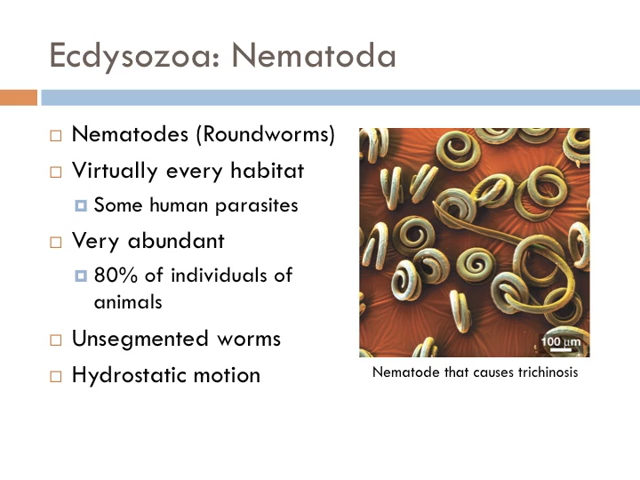 Ecdysozoa: Nematoda
Nematodes (Roundworms)
Virtually every habitat
Some human parasites
Very abundant
80% of individuals of
animals
Unsegmented worms
Hydrostatic motion
100 µm
Nematode that causes trichinosis